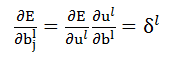 ∂E/∂b_j^l = ∂E/∂u^l ∂u^l/∂b^l = δ^l